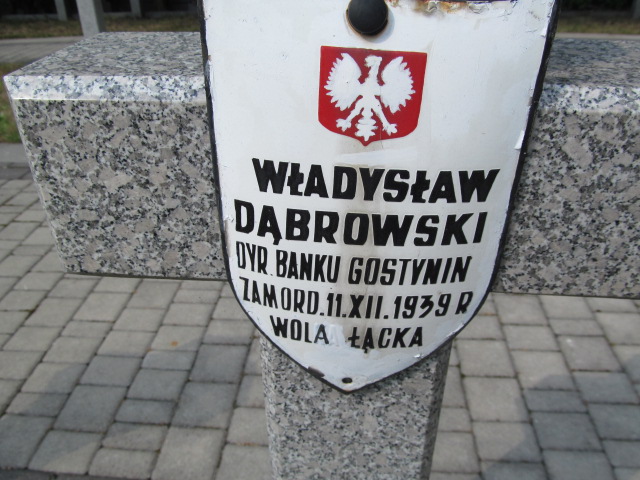 WŁADYSŁAW
DĄBROWSKI
DYR. BANKU GOSTYNIN
ZAMORD. 11.XII.1939 R
WOLA ŁĄCKA